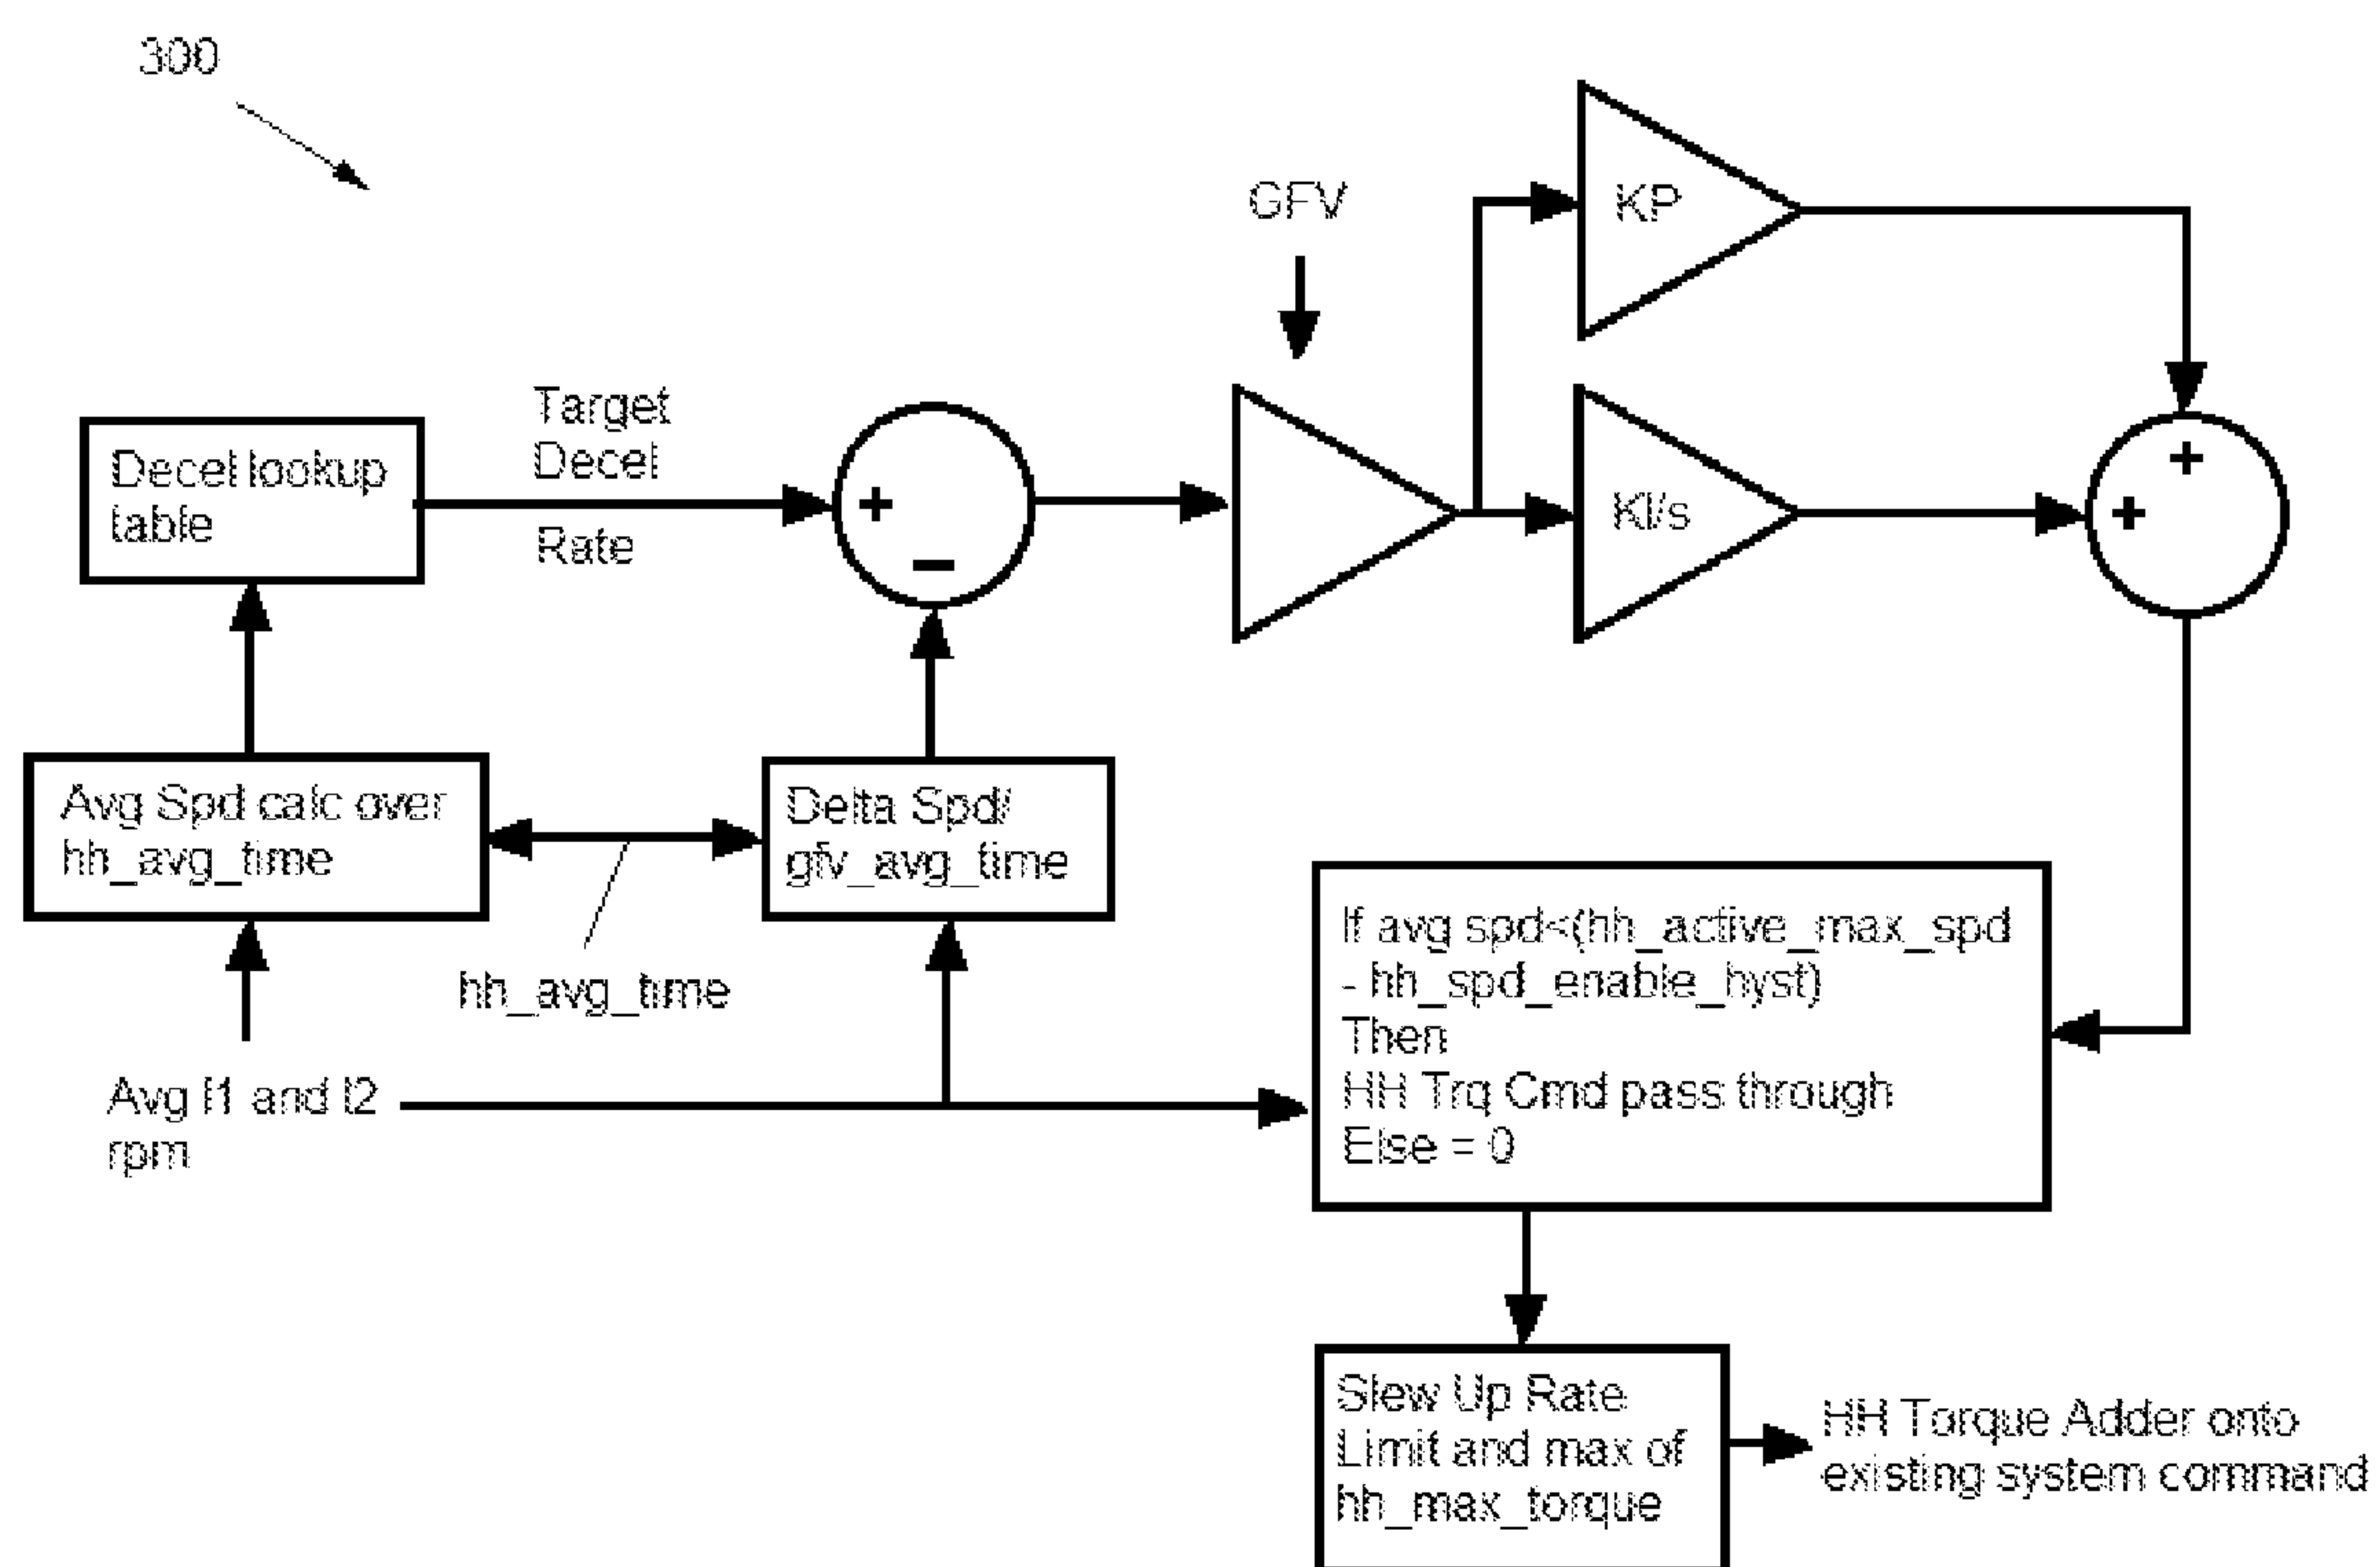 300
GFV
KP
Target
Decel
Rate
Decel lookup
table
+
−
KI/s
+
+
Avg Spd calc over
hh_avg_time
Delta Spd/
gfv_avg_time
hh_avg_time
If avg spd<(hh_active_max_spd
- hh_spd_enable_hyst)
Then
HH Trq Cmd pass through
Else = 0
Avg I1 and I2
rpm
Slew Up Rate
Limit and max of
hh_max_torque
HH Torque Adder onto
existing system command